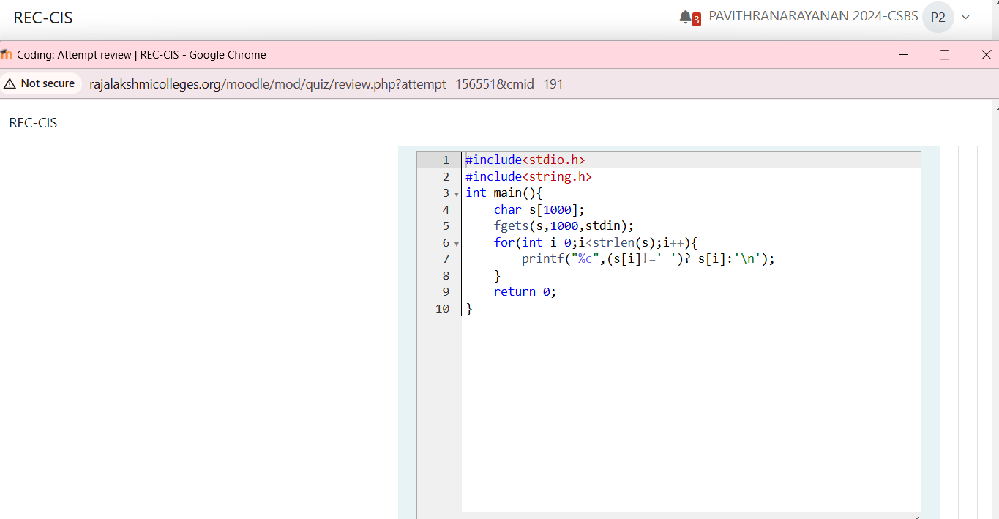 REC-CIS
3 PAVITHRANARAYANAN 2024-CSBS P2
Coding: Attempt review | REC-CIS - Google Chrome
Not secure rajalakshmicolleges.org/moodle/mod/quiz/review.php?attempt=156551&cmid=191
REC-CIS
1 #include<stdio.h>
2 #include<string.h>
3 int main(){
4     char s[1000];
5     fgets(s,1000,stdin);
6     for(int i=0;i<strlen(s);i++){
7         printf("%c",(s[i]!=' ')? s[i]:'\n');
8     }
9     return 0;
10 }